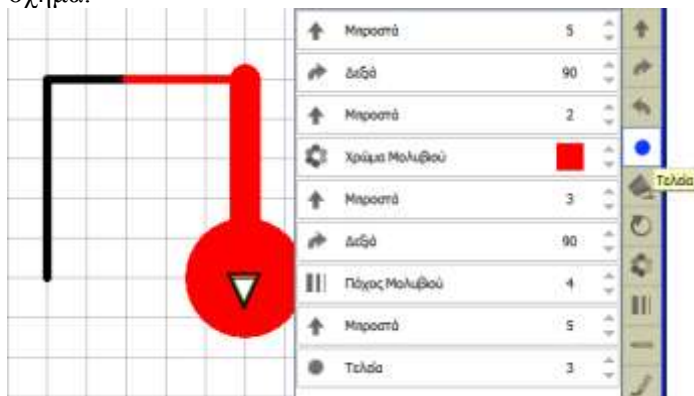 σχήμα.
Μπροστά 5
Δεξιά 90
Μπροστά 2
Χρώμα Μολυβιού
Μπροστά 3
Δεξιά 90
Πάχος Μολυβιού 4
Μπροστά 5
Τελεία 3
Τελεία